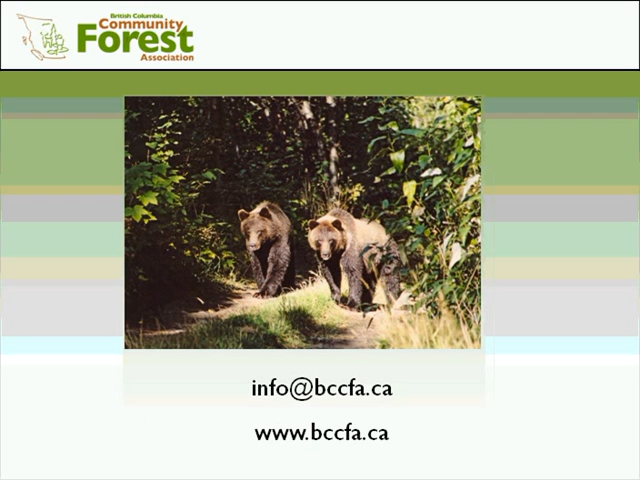 British Columbia
Community
Forest
Association
info@bccfa.ca
www.bccfa.ca